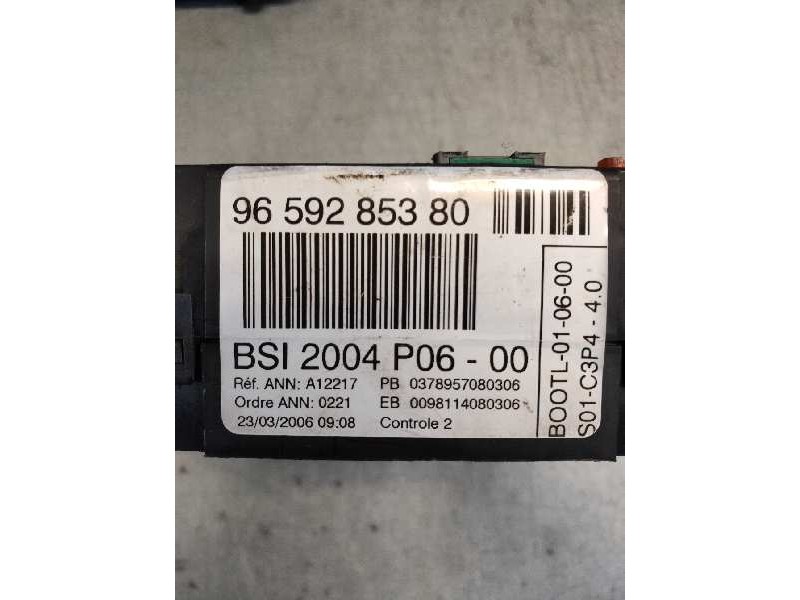 96 592 853 80
BSI 2004 P06 - 00
Réf. ANN: A12217 PB 0378957080306
Ordre ANN: 0221 EB 0098114080306
23/03/2006 09:08 Controle 2
BOOTL-01-06-00
S01-C3P4 - 4.0